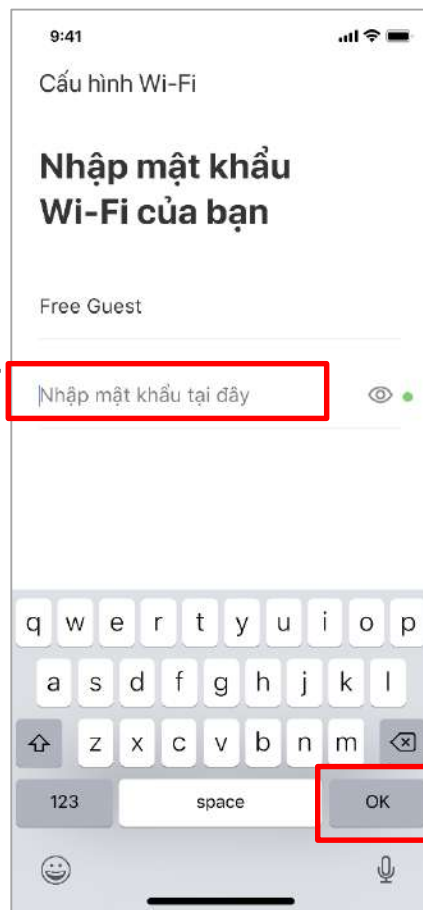 9:41
Cấu hình Wi-Fi
Nhập mật khẩu
Wi-Fi của bạn
Free Guest
Nhập mật khẩu tại đây
q w e r t y u i o p
a s d f g h j k l
z x c v b n m
123 space OK